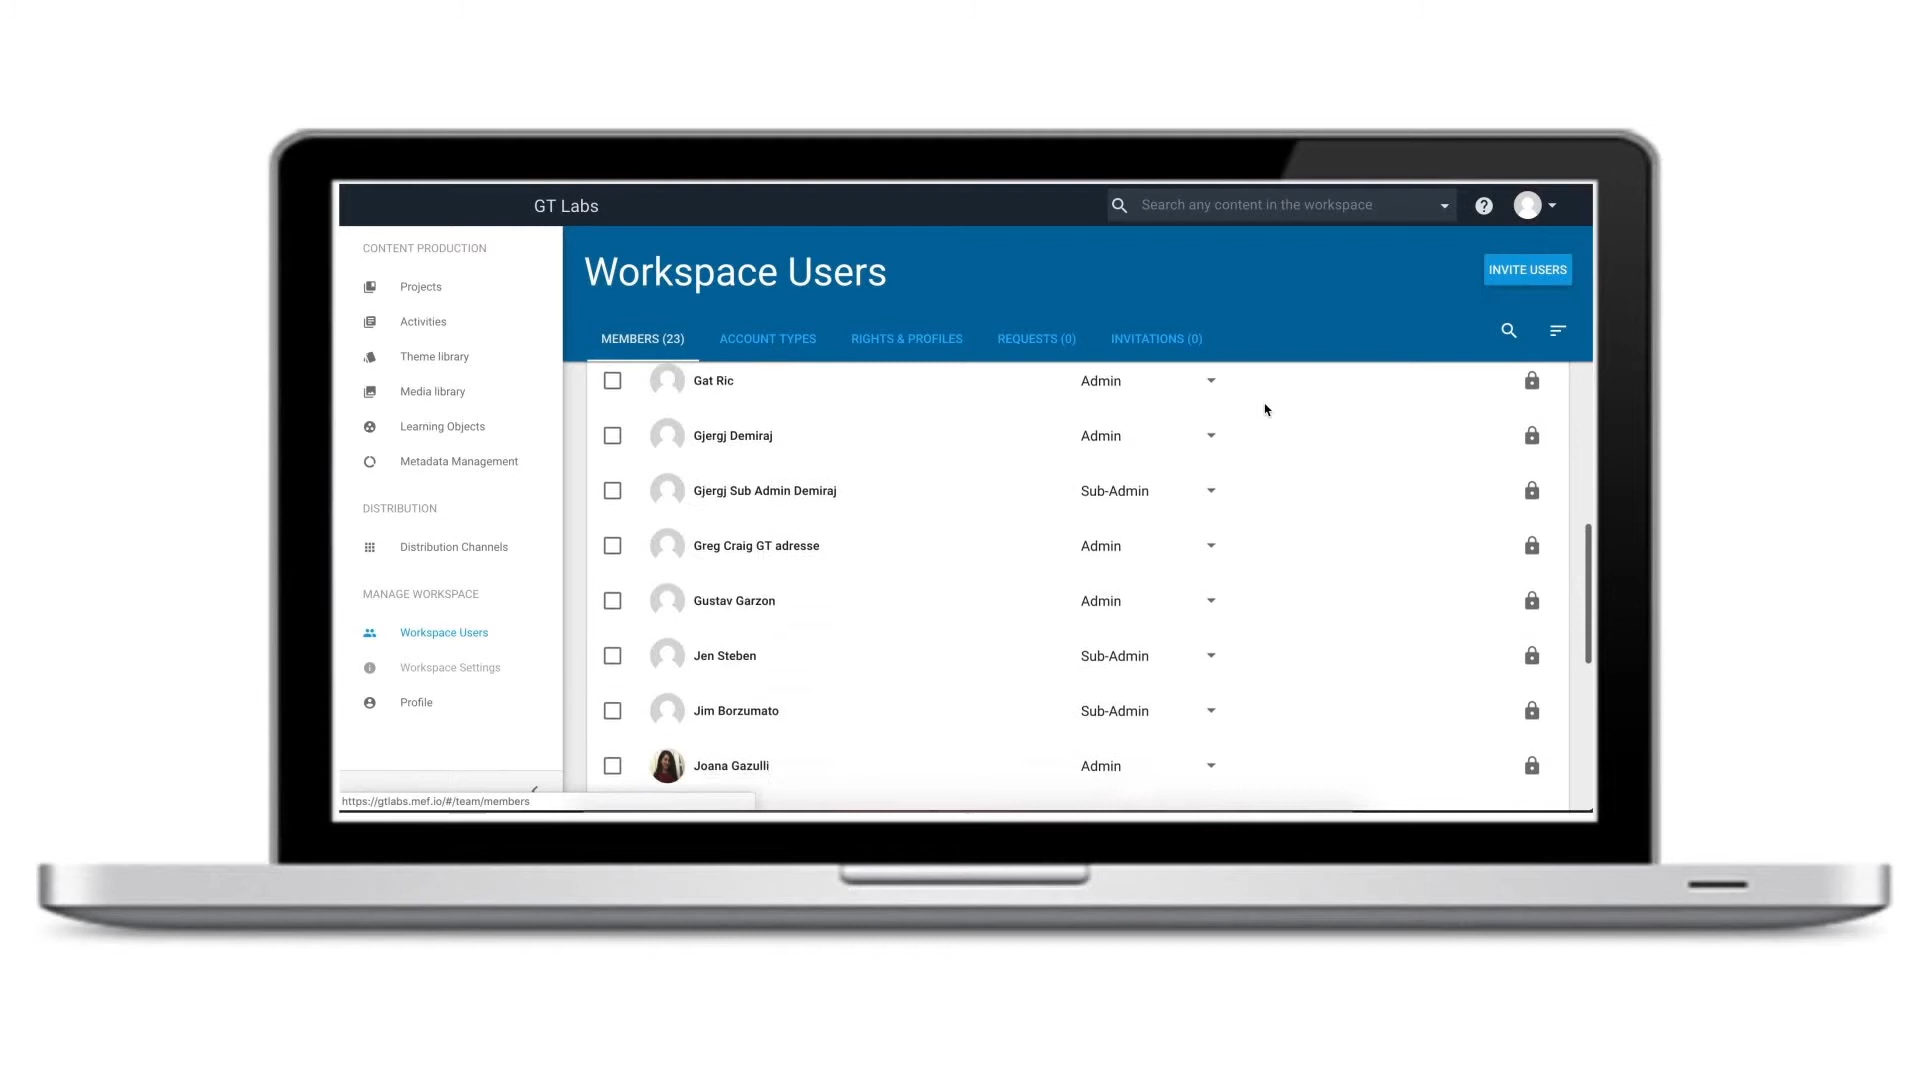 GT Labs
Search any content in the workspace
CONTENT PRODUCTION
Projects
Activities
Theme library
Media library
Learning Objects
Metadata Management
DISTRIBUTION
Distribution Channels
MANAGE WORKSPACE
Workspace Users
Workspace Settings
Profile
https://gtlabs.mef.io/#/team/members
Workspace Users
INVITE USERS
MEMBERS (23) ACCOUNT TYPES RIGHTS & PROFILES REQUESTS (0) INVITATIONS (0)
Gat Ric Admin
Gjergj Demiraj Admin
Gjergj Sub Admin Demiraj Sub-Admin
Greg Craig GT adresse Admin
Gustav Garzon Admin
Jen Steben Sub-Admin
Jim Borzumato Sub-Admin
Joana Gazulli Admin